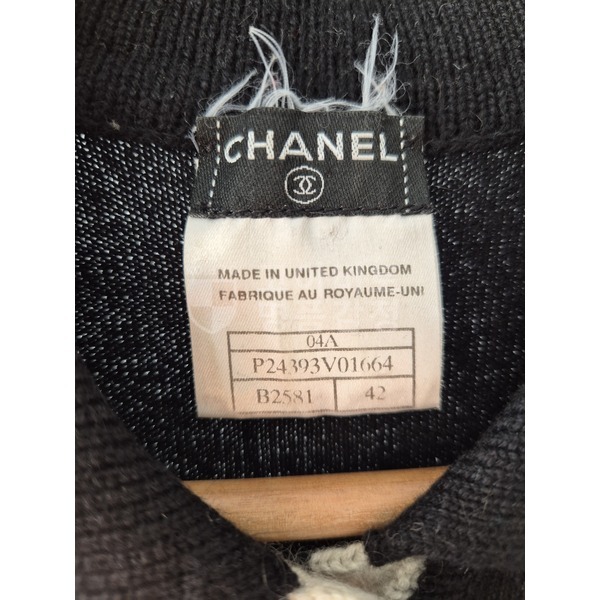 CHANEL
MADE IN UNITED KINGDOM
FABRIQUE AU ROYAUME-UNI
04A
P24393V01664
B2581 42